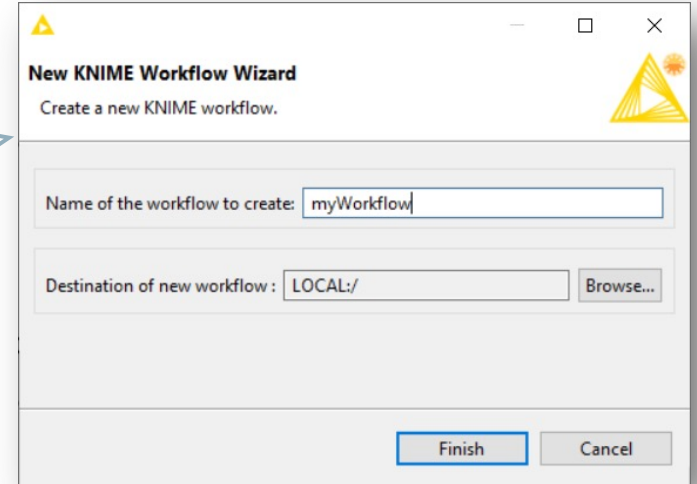 New KNIME Workflow Wizard
Create a new KNIME workflow.
Name of the workflow to create: myWorkflow
Destination of new workflow : LOCAL:/ Browse...
Finish Cancel